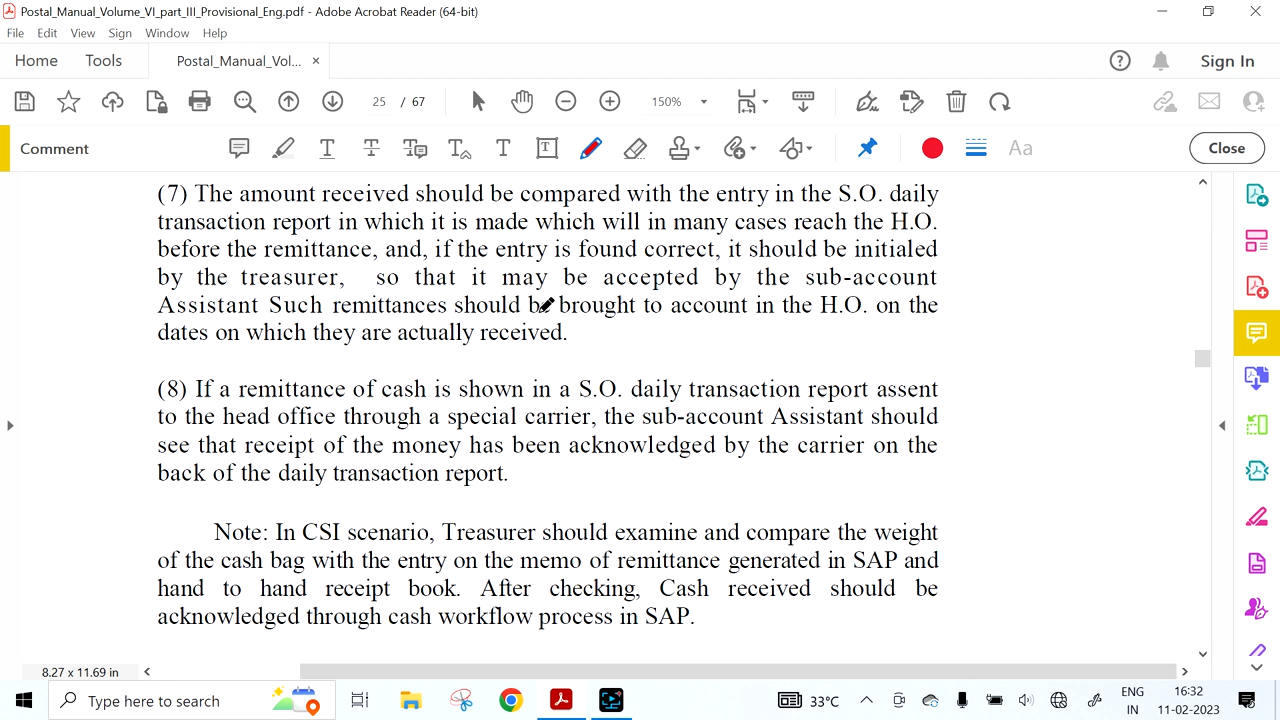 Postal_Manual_Volume_VI_part_III_Provisional_Eng.pdf - Adobe Acrobat Reader (64-bit)
File Edit View Sign Window Help
Home Tools Postal_Manual_Vol... × ? Sign In
25 / 67 150%
Comment T T T T T T Aa Close
(7) The amount received should be compared with the entry in the S.O. daily
transaction report in which it is made which will in many cases reach the H.O.
before the remittance, and, if the entry is found correct, it should be initialed
by the treasurer, so that it may be accepted by the sub-account
Assistant Such remittances should be brought to account in the H.O. on the
dates on which they are actually received.
(8) If a remittance of cash is shown in a S.O. daily transaction report assent
to the head office through a special carrier, the sub-account Assistant should
see that receipt of the money has been acknowledged by the carrier on the
back of the daily transaction report.
Note: In CSI scenario, Treasurer should examine and compare the weight
of the cash bag with the entry on the memo of remittance generated in SAP and
hand to hand receipt book. After checking, Cash received should be
acknowledged through cash workflow process in SAP.
8.27 x 11.69 in
Type here to search 33°C ENG 16:32
IN 11-02-2023